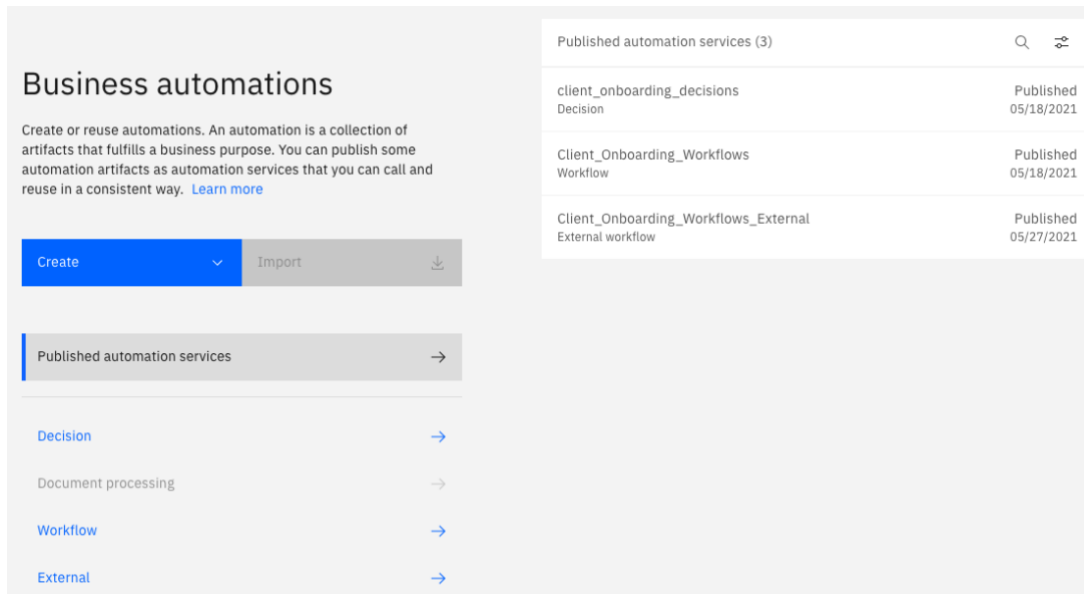 Business automations
Create or reuse automations. An automation is a collection of
artifacts that fulfills a business purpose. You can publish some
automation artifacts as automation services that you can call and
reuse in a consistent way. Learn more
Create
Import
Published automation services
Decision
Document processing
Workflow
External
Published automation services (3)
client_onboarding_decisions
Decision
Published
05/18/2021
Client_Onboarding_Workflows
Workflow
Published
05/18/2021
Client_Onboarding_Workflows_External
External workflow
Published
05/27/2021